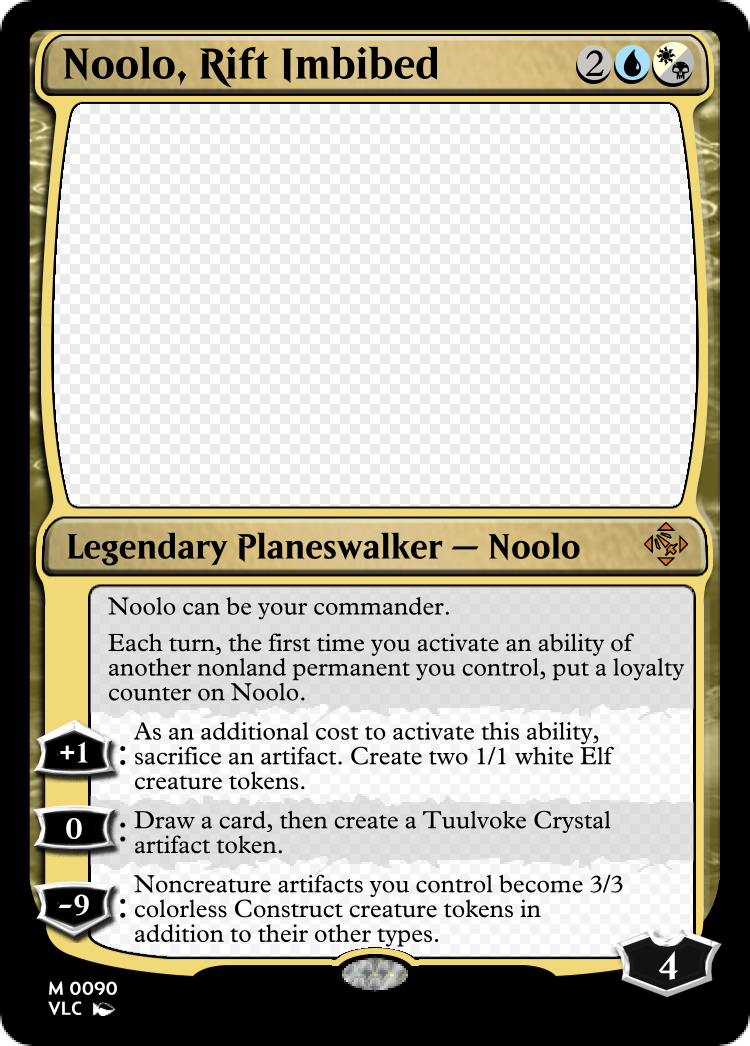 Noolo, Rift Imbibed
2
Legendary Planeswalker — Noolo
Noolo can be your commander.
Each turn, the first time you activate an ability of
another nonland permanent you control, put a loyalty
counter on Noolo.
+1 : As an additional cost to activate this ability,
sacrifice an artifact. Create two 1/1 white Elf
creature tokens.
0 : Draw a card, then create a Tuulvoke Crystal
artifact token.
−9 : Noncreature artifacts you control become 3/3
colorless Construct creature tokens in
addition to their other types.
4
M 0090
VLC